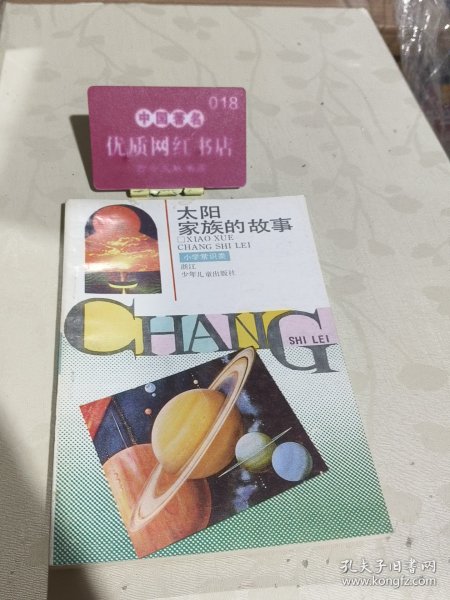 018
中国著名
优质网红书店
太阳
家族的故事
□XIAO XUE
CHANG SHI LEI
小学常识类
浙江
少年儿童出版社
CHANG
SHI LEI
孔夫子旧书网
www.kongfz.com